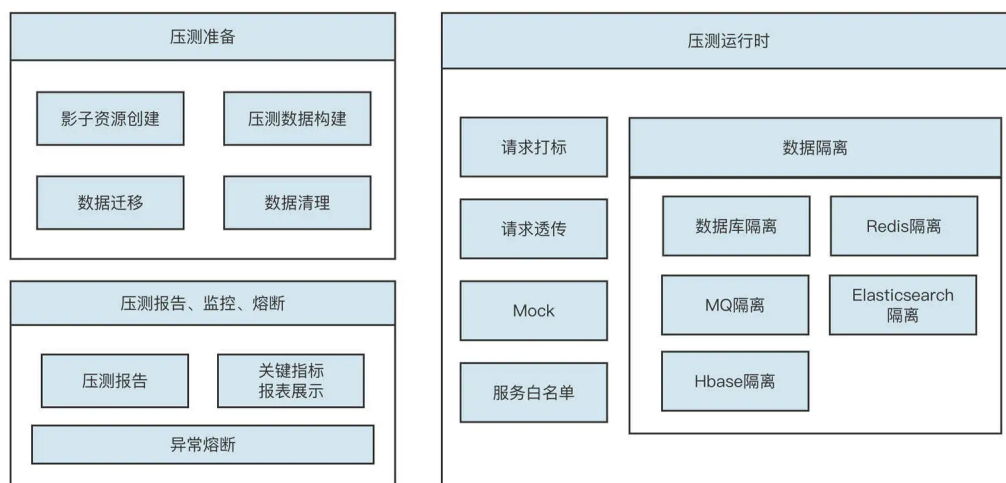 压测准备
影子资源创建
压测数据构建
数据迁移
数据清理
压测报告、监控、熔断
压测报告
关键指标
报表展示
异常熔断
压测运行时
请求打标
请求透传
Mock
服务白名单
数据隔离
数据库隔离
Redis隔离
MQ隔离
Elasticsearch
隔离
Hbase隔离